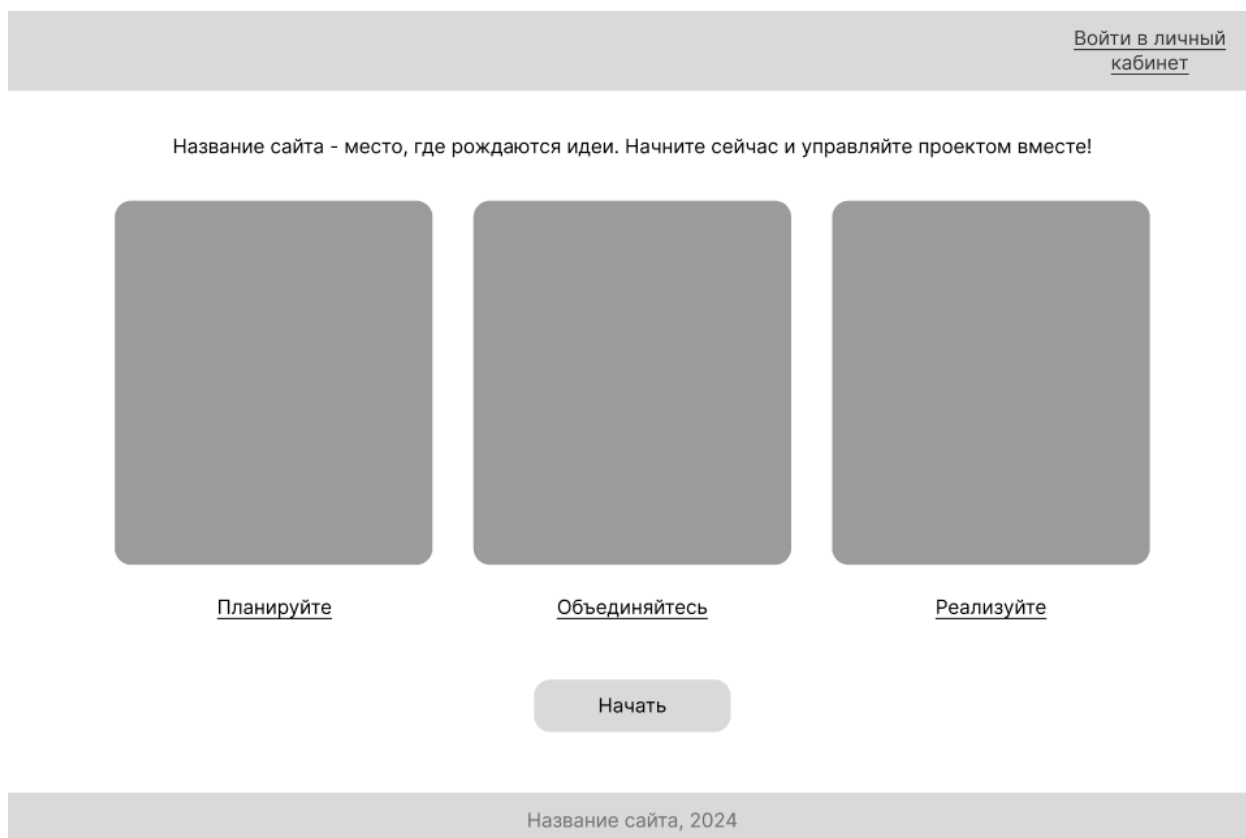 Войти в личный
кабинет
Название сайта - место, где рождаются идеи. Начните сейчас и управляйте проектом вместе!
Планируйте
Объединяйтесь
Реализуйте
Начать
Название сайта, 2024